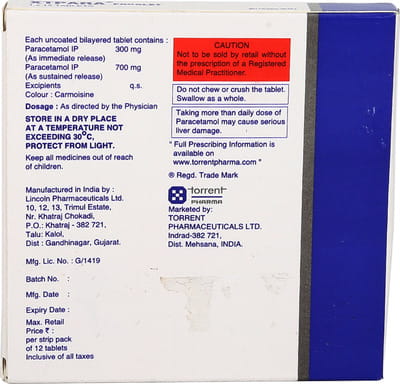 Each uncoated bilayered tablet contains :
Paracetamol IP 300 mg
(As immediate release)
Paracetamol IP 700 mg
(As sustained release)
Excipients q.s.
Colour : Carmoisine
Dosage : As directed by the Physician
STORE IN A DRY PLACE
AT A TEMPERATURE NOT
EXCEEDING 30°C,
PROTECT FROM LIGHT.
Keep all medicines out of reach
of children.
Manufactured in India by :
Lincoln Pharmaceuticals Ltd.
10, 12, 13, Trimul Estate,
Nr. Khatraj Chokadi,
P.O: Khatraj - 382 721,
Talu: Kalol,
Dist : Gandhinagar, Gujarat.
Mfg. Lic. No. : G/1419
Batch No. :
Mfg. Date :
Expiry Date :
Max. Retail
Price ₹ :
per strip pack
of 12 tablets
Inclusive of all taxes
CAUTION
Not to be sold by retail without
the prescription of a Registered
Medical Practitioner.
Do not chew or crush the tablet.
Swallow as a whole.
Taking more than daily dose of
Paracetamol may cause serious
liver damage.
" Full Prescribing Information is
available on
www.torrentpharma.com "
® Regd. Trade Mark
torrent
PHARMA
Marketed by:
TORRENT
PHARMACEUTICALS LTD.
Indrad-382 721,
Dist. Mehsana, INDIA.